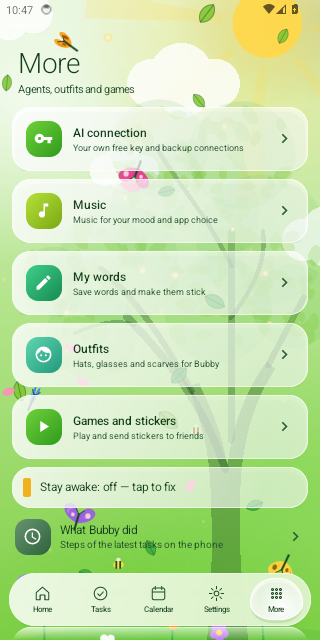 10:47
More
Agents, outfits and games
AI connection
Your own free key and backup connections
Music
Music for your mood and app choice
My words
Save words and make them stick
Outfits
Hats, glasses and scarves for Bubby
Games and stickers
Play and send stickers to friends
Stay awake: off — tap to fix
What Bubby did
Steps of the latest tasks on the phone
Home
Tasks
Calendar
Settings
More